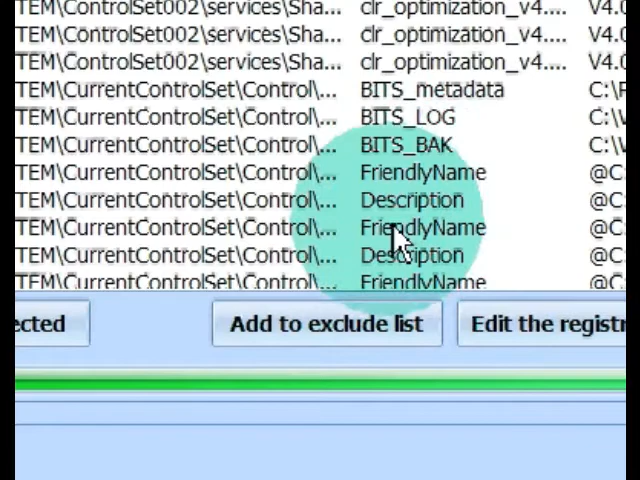 TEM\ControlSet002\services\Sha... clr_optimization_v4.... V4.0
TEM\ControlSet002\services\Sha... clr_optimization_v4.... V4.0
TEM\ControlSet002\services\Sha... clr_optimization_v4.... V4.0
TEM\CurrentControlSet\Control\... BITS_metadata C:\P
TEM\CurrentControlSet\Control\... BITS_LOG C:\V
TEM\CurrentControlSet\Control\... BITS_BAK C:\V
TEM\CurrentControlSet\Control\... FriendlyName @C:
TEM\CurrentControlSet\Control\... Description @C:
TEM\CurrentControlSet\Control\... FriendlyName @C:
TEM\CurrentControlSet\Control\... Description @C:
TEM\CurrentControlSet\Control\... FriendlyName @C:
ected Add to exclude list Edit the registr